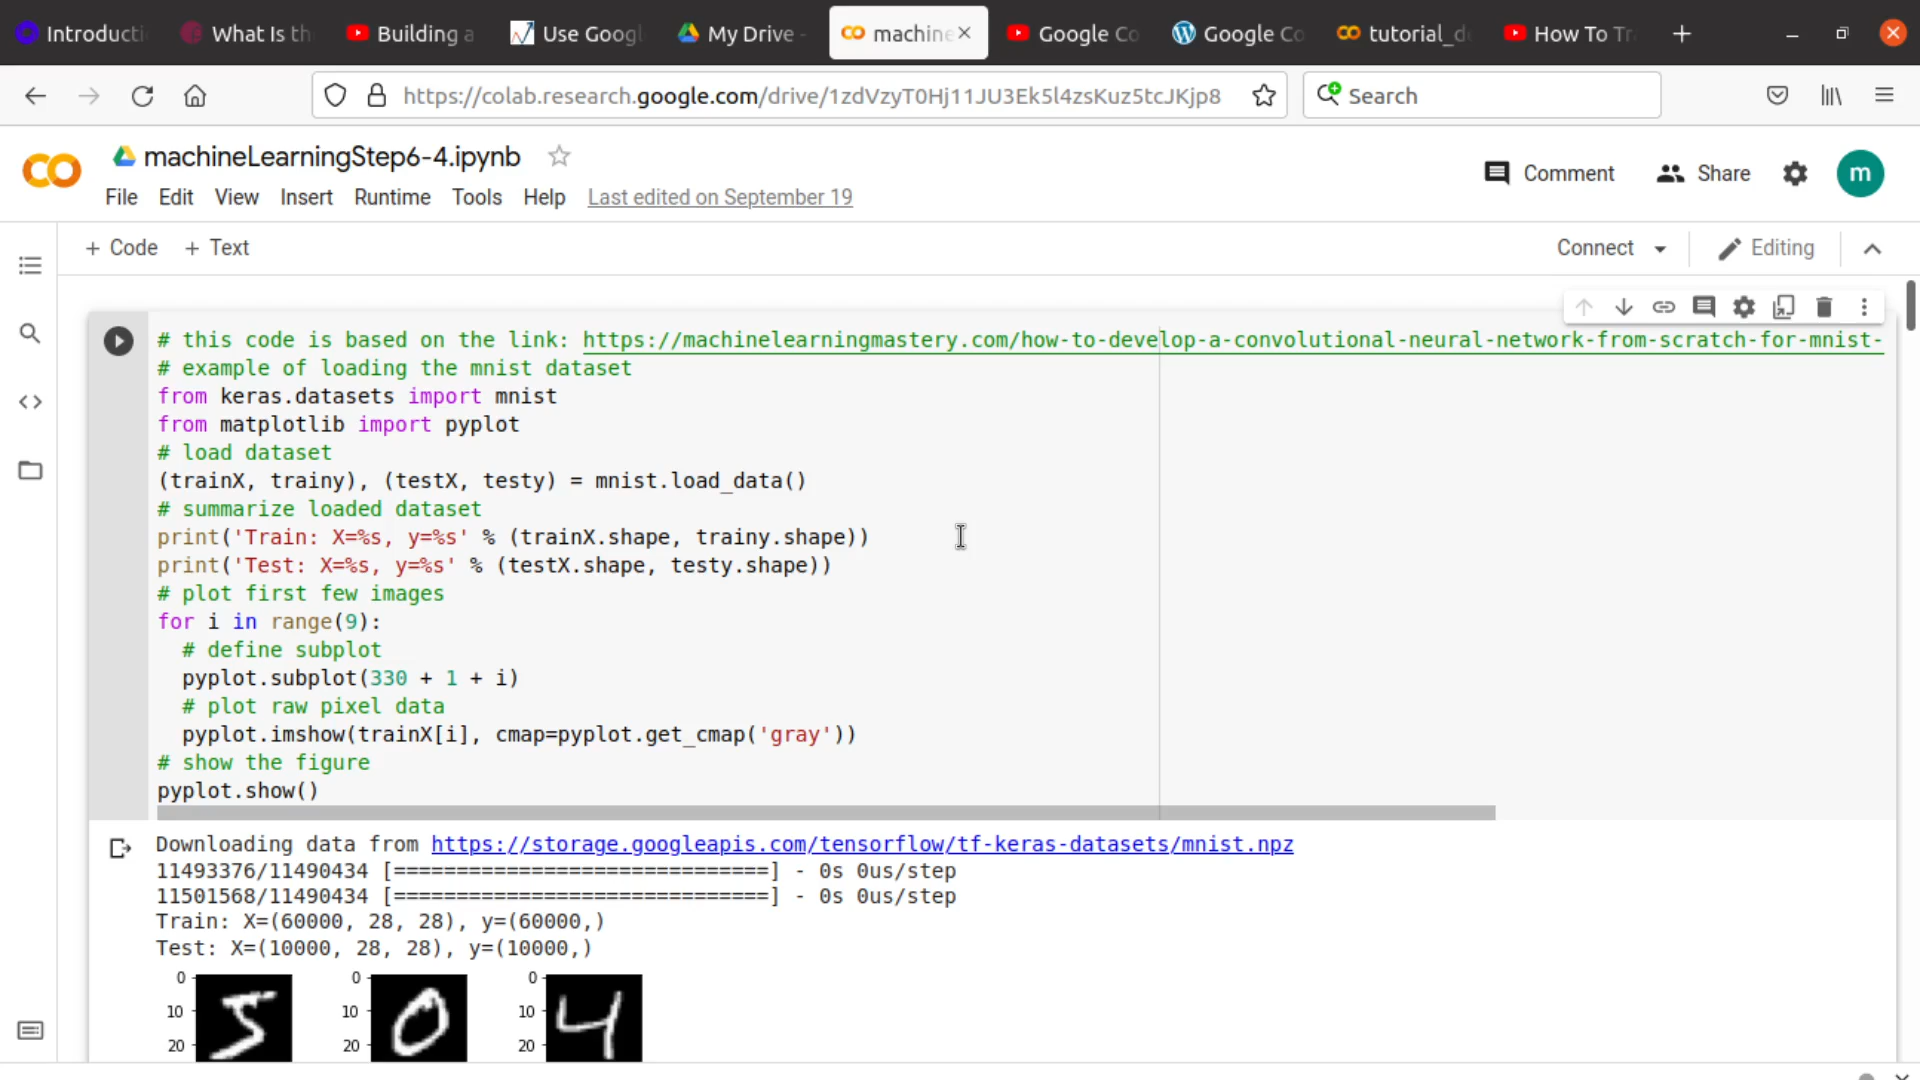 Introducti
What Is th
Building a
Use Googl
My Drive -
machine
Google Co
Google Co
tutorial_d
How To Tr
https://colab.research.google.com/drive/1zdVzyT0Hj11JU3Ek5l4zsKuz5tcJKjp8
Search
machineLearningStep6-4.ipynb
Comment
Share
m
File Edit View Insert Runtime Tools Help Last edited on September 19
+ Code + Text
Connect
Editing
# this code is based on the link: https://machinelearningmastery.com/how-to-develop-a-convolutional-neural-network-from-scratch-for-mnist-
# example of loading the mnist dataset
from keras.datasets import mnist
from matplotlib import pyplot
# load dataset
(trainX, trainy), (testX, testy) = mnist.load_data()
# summarize loaded dataset
print('Train: X=%s, y=%s' % (trainX.shape, trainy.shape))
print('Test: X=%s, y=%s' % (testX.shape, testy.shape))
# plot first few images
for i in range(9):
  # define subplot
  pyplot.subplot(330 + 1 + i)
  # plot raw pixel data
  pyplot.imshow(trainX[i], cmap=pyplot.get_cmap('gray'))
# show the figure
pyplot.show()
Downloading data from https://storage.googleapis.com/tensorflow/tf-keras-datasets/mnist.npz
11493376/11490434 [==============================] - 0s 0us/step
11501568/11490434 [==============================] - 0s 0us/step
Train: X=(60000, 28, 28), y=(60000,)
Test: X=(10000, 28, 28), y=(10000,)
0 0 0
10 5 10 0 10 4
20 20 20